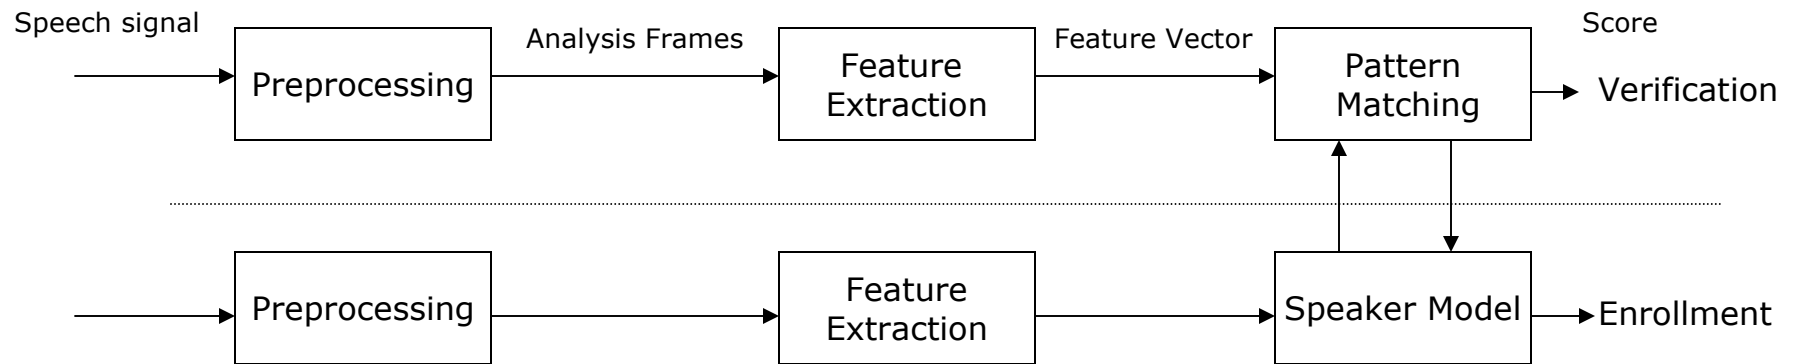 Speech signal
Analysis Frames
Feature Vector
Score
Preprocessing
Feature
Extraction
Pattern
Matching
Verification
Preprocessing
Feature
Extraction
Speaker Model
Enrollment